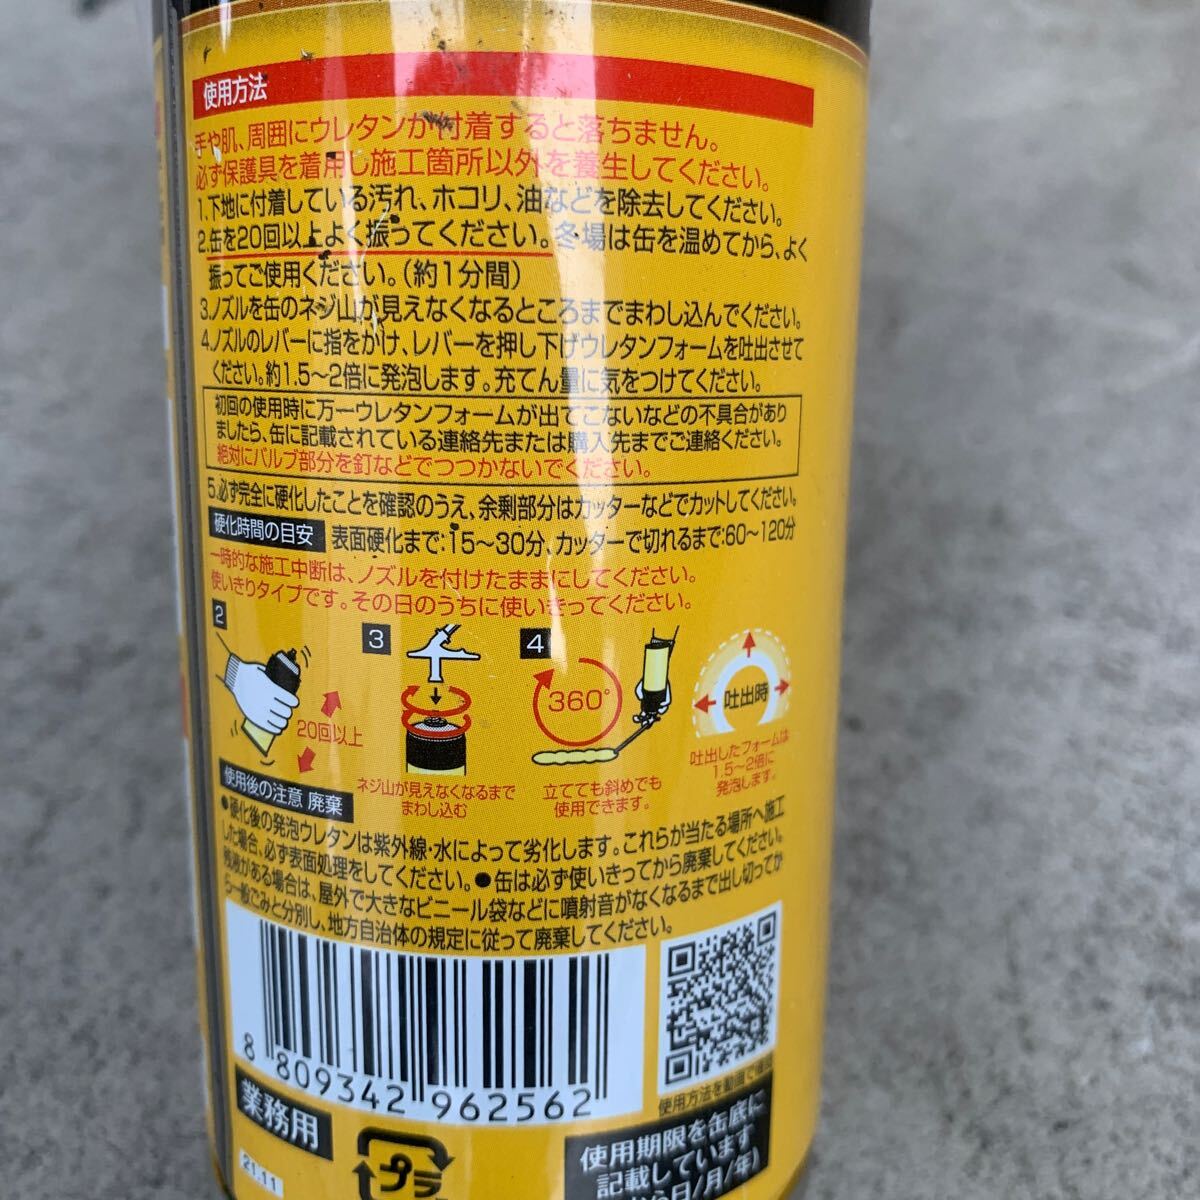 使用方法
手や肌、周囲にウレタンが付着すると落ちません。
必ず保護具を着用し施工箇所以外を養生してください。
1.下地に付着している汚れ、ホコリ、油などを除去してください。
2.缶を20回以上よく振ってください。冬場は缶を温めてから、よく
振ってご使用ください。(約1分間)
3.ノズルを缶のネジ山が見えなくなるところまでまわし込んでください。
4.ノズルのレバーに指をかけ、レバーを押し下げウレタンフォームを吐出させて
ください。約1.5〜2倍に発泡します。充てん量に気をつけてください。
初回の使用時に万一ウレタンフォームが出てこないなどの不具合があり
ましたら、缶に記載されている連絡先または購入先までご連絡ください。
絶対にバルブ部分を釘などでつつかないでください。
5.必ず完全に硬化したことを確認のうえ、余剰部分はカッターなどでカットしてください。
硬化時間の目安 表面硬化まで:15〜30分、カッターで切れるまで:60〜120分
一時的な施工中断は、ノズルを付けたままにしてください。
使いきりタイプです。その日のうちに使いきってください。
2
20回以上
3
ネジ山が見えなくなるまで
まわし込む
4
360°
立てても斜めでも
使用できます。
吐出時
吐出したフォームは
1.5〜2倍に
発泡します。
使用後の注意 廃棄
●硬化後の発泡ウレタンは紫外線・水によって劣化します。これらが当たる場所へ施工
した場合、必ず表面処理をしてください。●缶は必ず使いきってから廃棄してください。
残液がある場合は、屋外で大きなビニール袋などに噴射音がなくなるまで出し切ってか
ら一般ごみと分別し、地方自治体の規定に従って廃棄してください。
8 809342 962562
使用方法を動画で確認
業務用
プラ
21.11
使用期限を缶底に
記載しています
日/月/年)